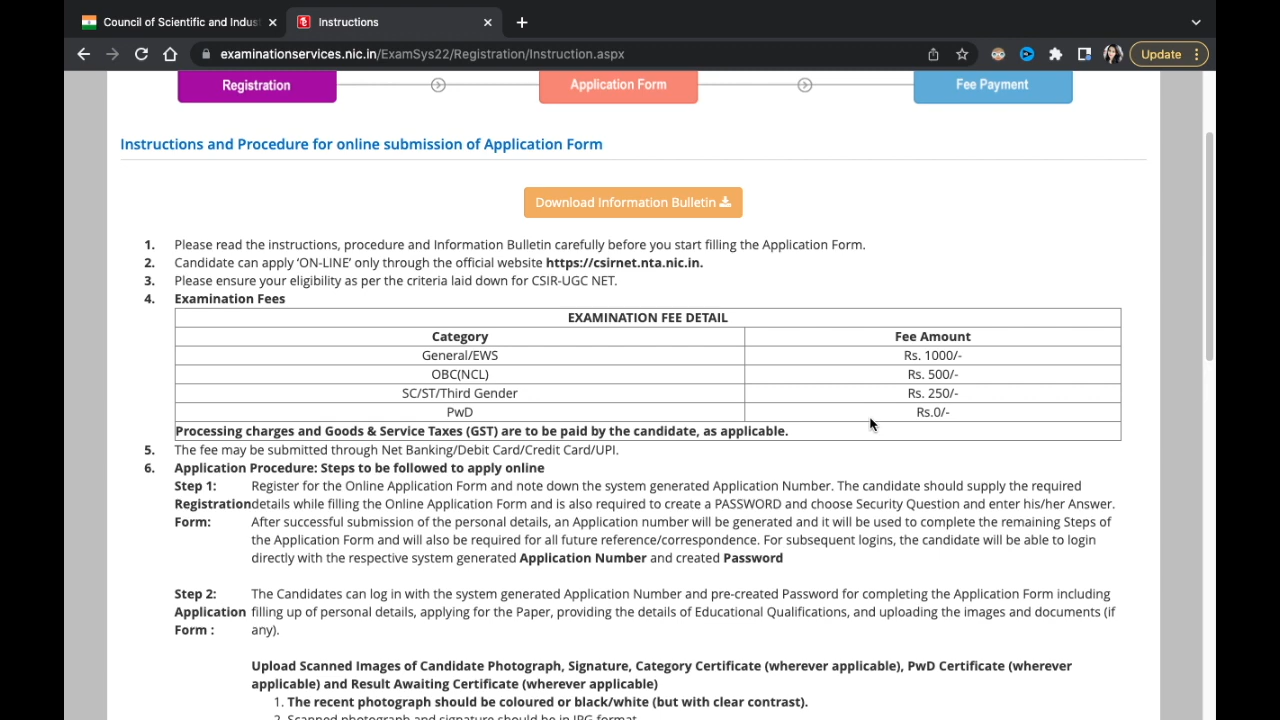 Council of Scientific and Indus
Instructions
examinationservices.nic.in/ExamSys22/Registration/Instruction.aspx
Update
Registration
Application Form
Fee Payment
Instructions and Procedure for online submission of Application Form
Download Information Bulletin
1. Please read the instructions, procedure and Information Bulletin carefully before you start filling the Application Form.
2. Candidate can apply ‘ON-LINE’ only through the official website https://csirnet.nta.nic.in.
3. Please ensure your eligibility as per the criteria laid down for CSIR-UGC NET.
4. Examination Fees
EXAMINATION FEE DETAIL
Category Fee Amount
General/EWS Rs. 1000/-
OBC(NCL) Rs. 500/-
SC/ST/Third Gender Rs. 250/-
PwD Rs.0/-
Processing charges and Goods & Service Taxes (GST) are to be paid by the candidate, as applicable.
5. The fee may be submitted through Net Banking/Debit Card/Credit Card/UPI.
6. Application Procedure: Steps to be followed to apply online
Step 1: Register for the Online Application Form and note down the system generated Application Number. The candidate should supply the required
Registration details while filling the Online Application Form and is also required to create a PASSWORD and choose Security Question and enter his/her Answer.
Form: After successful submission of the personal details, an Application number will be generated and it will be used to complete the remaining Steps of
the Application Form and will also be required for all future reference/correspondence. For subsequent logins, the candidate will be able to login
directly with the respective system generated Application Number and created Password
Step 2: The Candidates can log in with the system generated Application Number and pre-created Password for completing the Application Form including
Application filling up of personal details, applying for the Paper, providing the details of Educational Qualifications, and uploading the images and documents (if
Form : any).
Upload Scanned Images of Candidate Photograph, Signature, Category Certificate (wherever applicable), PwD Certificate (wherever
applicable) and Result Awaiting Certificate (wherever applicable)
1. The recent photograph should be coloured or black/white (but with clear contrast).
2. Scanned photograph and signature should be in JPG format.